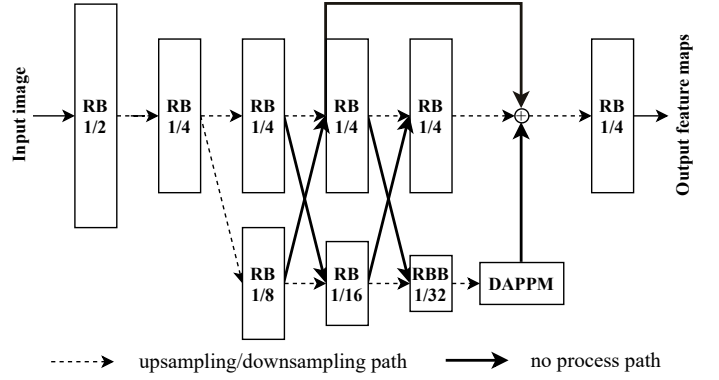 Input image
RB
1/2
RB
1/4
RB
1/4
RB
1/4
RB
1/4
RB
1/4
Output feature maps
RB
1/8
RB
1/16
RBB
1/32
DAPPM
upsampling/downsampling path
no process path